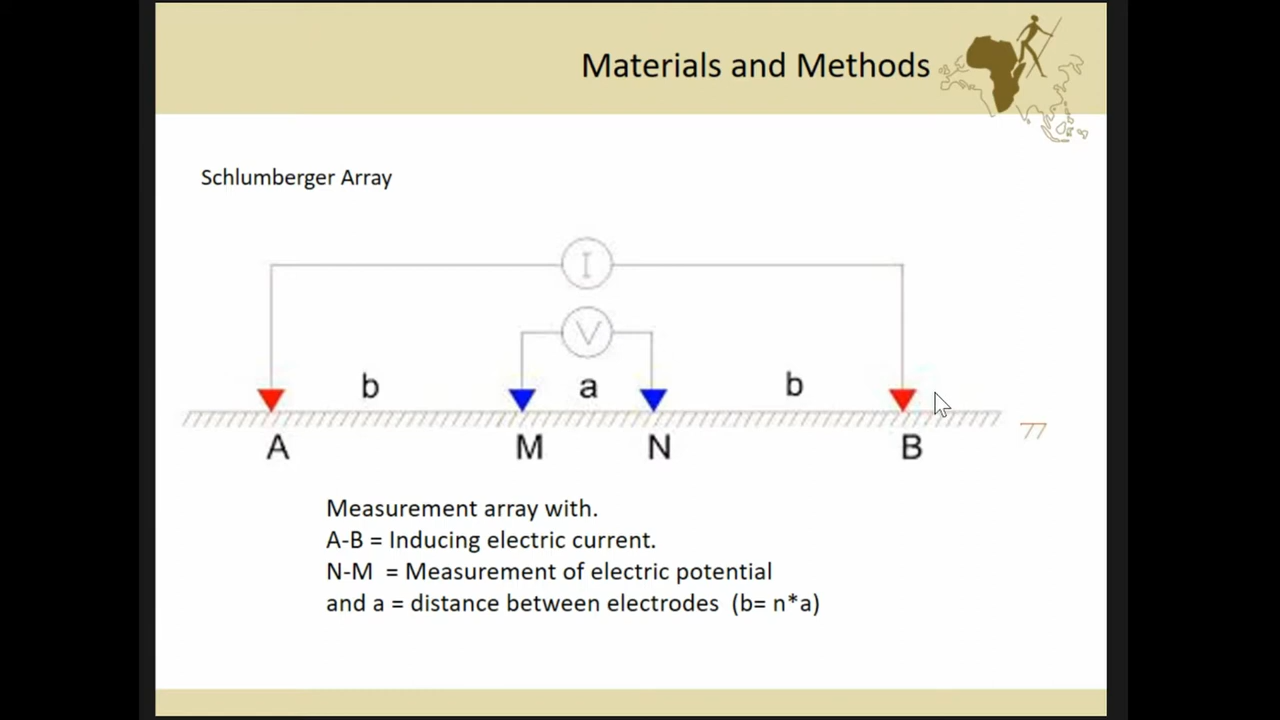 Materials and Methods
Schlumberger Array
I
V
b a b
A M N B
Measurement array with.
A-B = Inducing electric current.
N-M = Measurement of electric potential
and a = distance between electrodes (b= n*a)